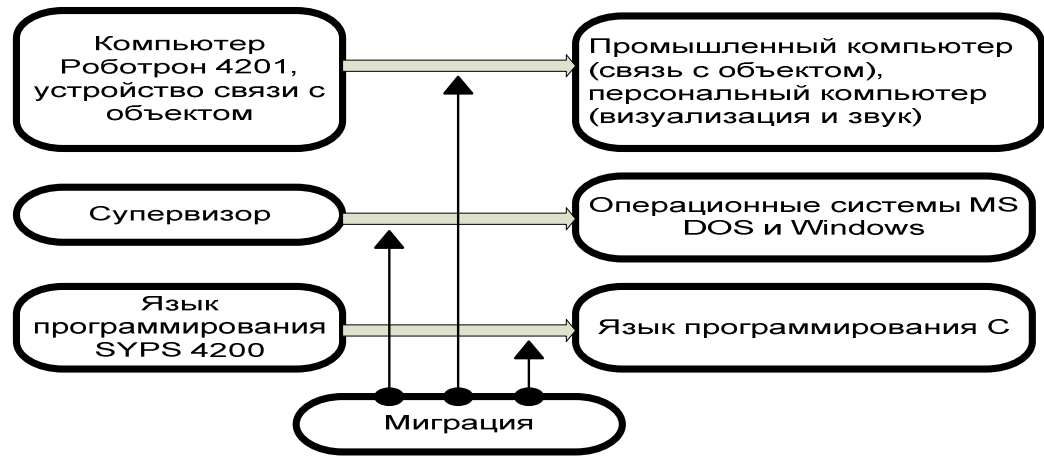 Компьютер
Роботрон 4201,
устройство связи с
объектом
Промышленный компьютер
(связь с объектом),
персональный компьютер
(визуализация и звук)
Супервизор
Операционные системы MS
DOS и Windows
Язык
программирования
SYPS 4200
Язык программирования С
Миграция